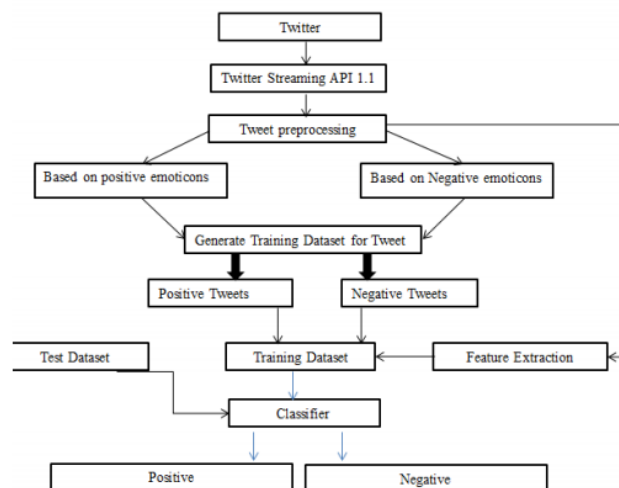 Twitter
Twitter Streaming API 1.1
Tweet preprocessing
Based on positive emoticons
Based on Negative emoticons
Generate Training Dataset for Tweet
Positive Tweets
Negative Tweets
Test Dataset
Training Dataset
Feature Extraction
Classifier
Positive
Negative